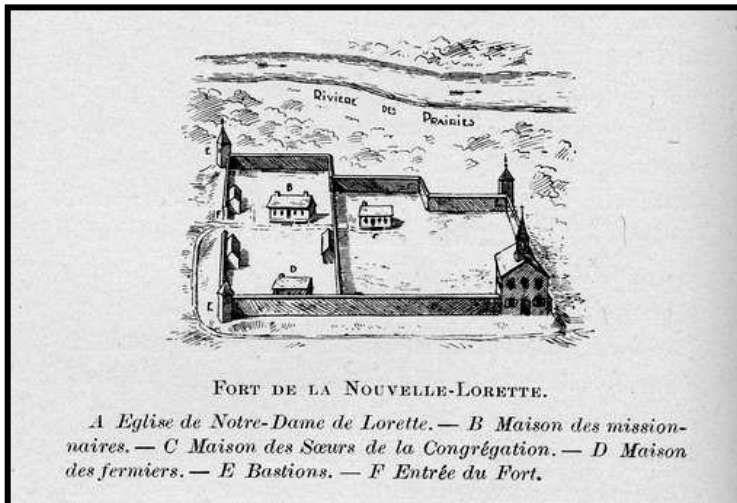 RIVIÈRE DES PRAIRIES
E
B
F
C
D
E
FORT DE LA NOUVELLE-LORETTE.
A Eglise de Notre-Dame de Lorette. — B Maison des mission-
naires. — C Maison des Sœurs de la Congrégation. — D Maison
des fermiers. — E Bastions. — F Entrée du Fort.